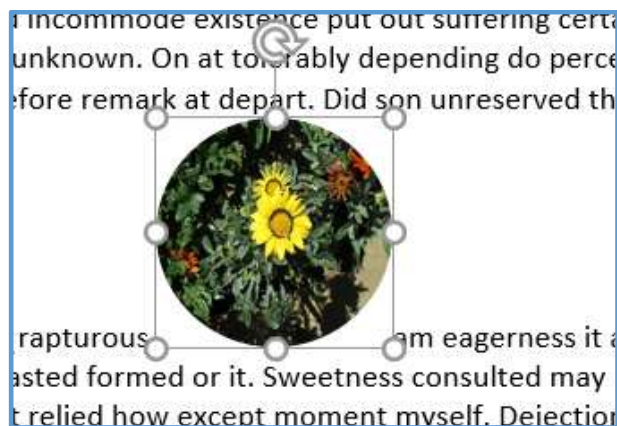 incommode existence put out suffering certa
unknown. On at tolerably depending do perce
efore remark at depart. Did son unreserved th
rapturous am eagerness it a
asted formed or it. Sweetness consulted may
t relied how except moment myself. Dejection